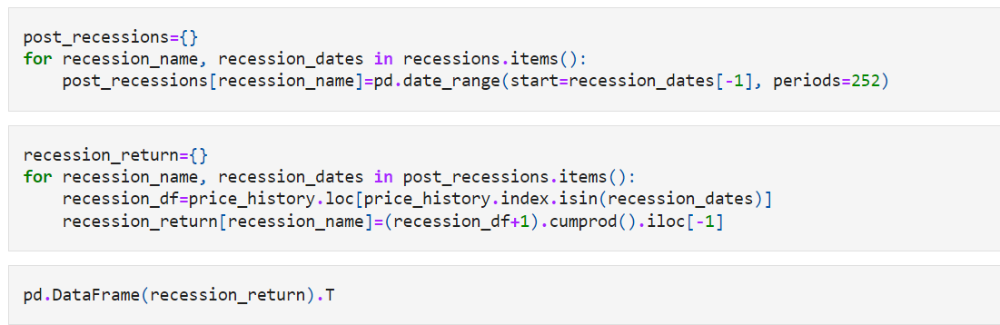 post_recessions={}
for recession_name, recession_dates in recessions.items():
    post_recessions[recession_name]=pd.date_range(start=recession_dates[-1], periods=252)
recession_return={}
for recession_name, recession_dates in post_recessions.items():
    recession_df=price_history.loc[price_history.index.isin(recession_dates)]
    recession_return[recession_name]=(recession_df+1).cumprod().iloc[-1]
pd.DataFrame(recession_return).T